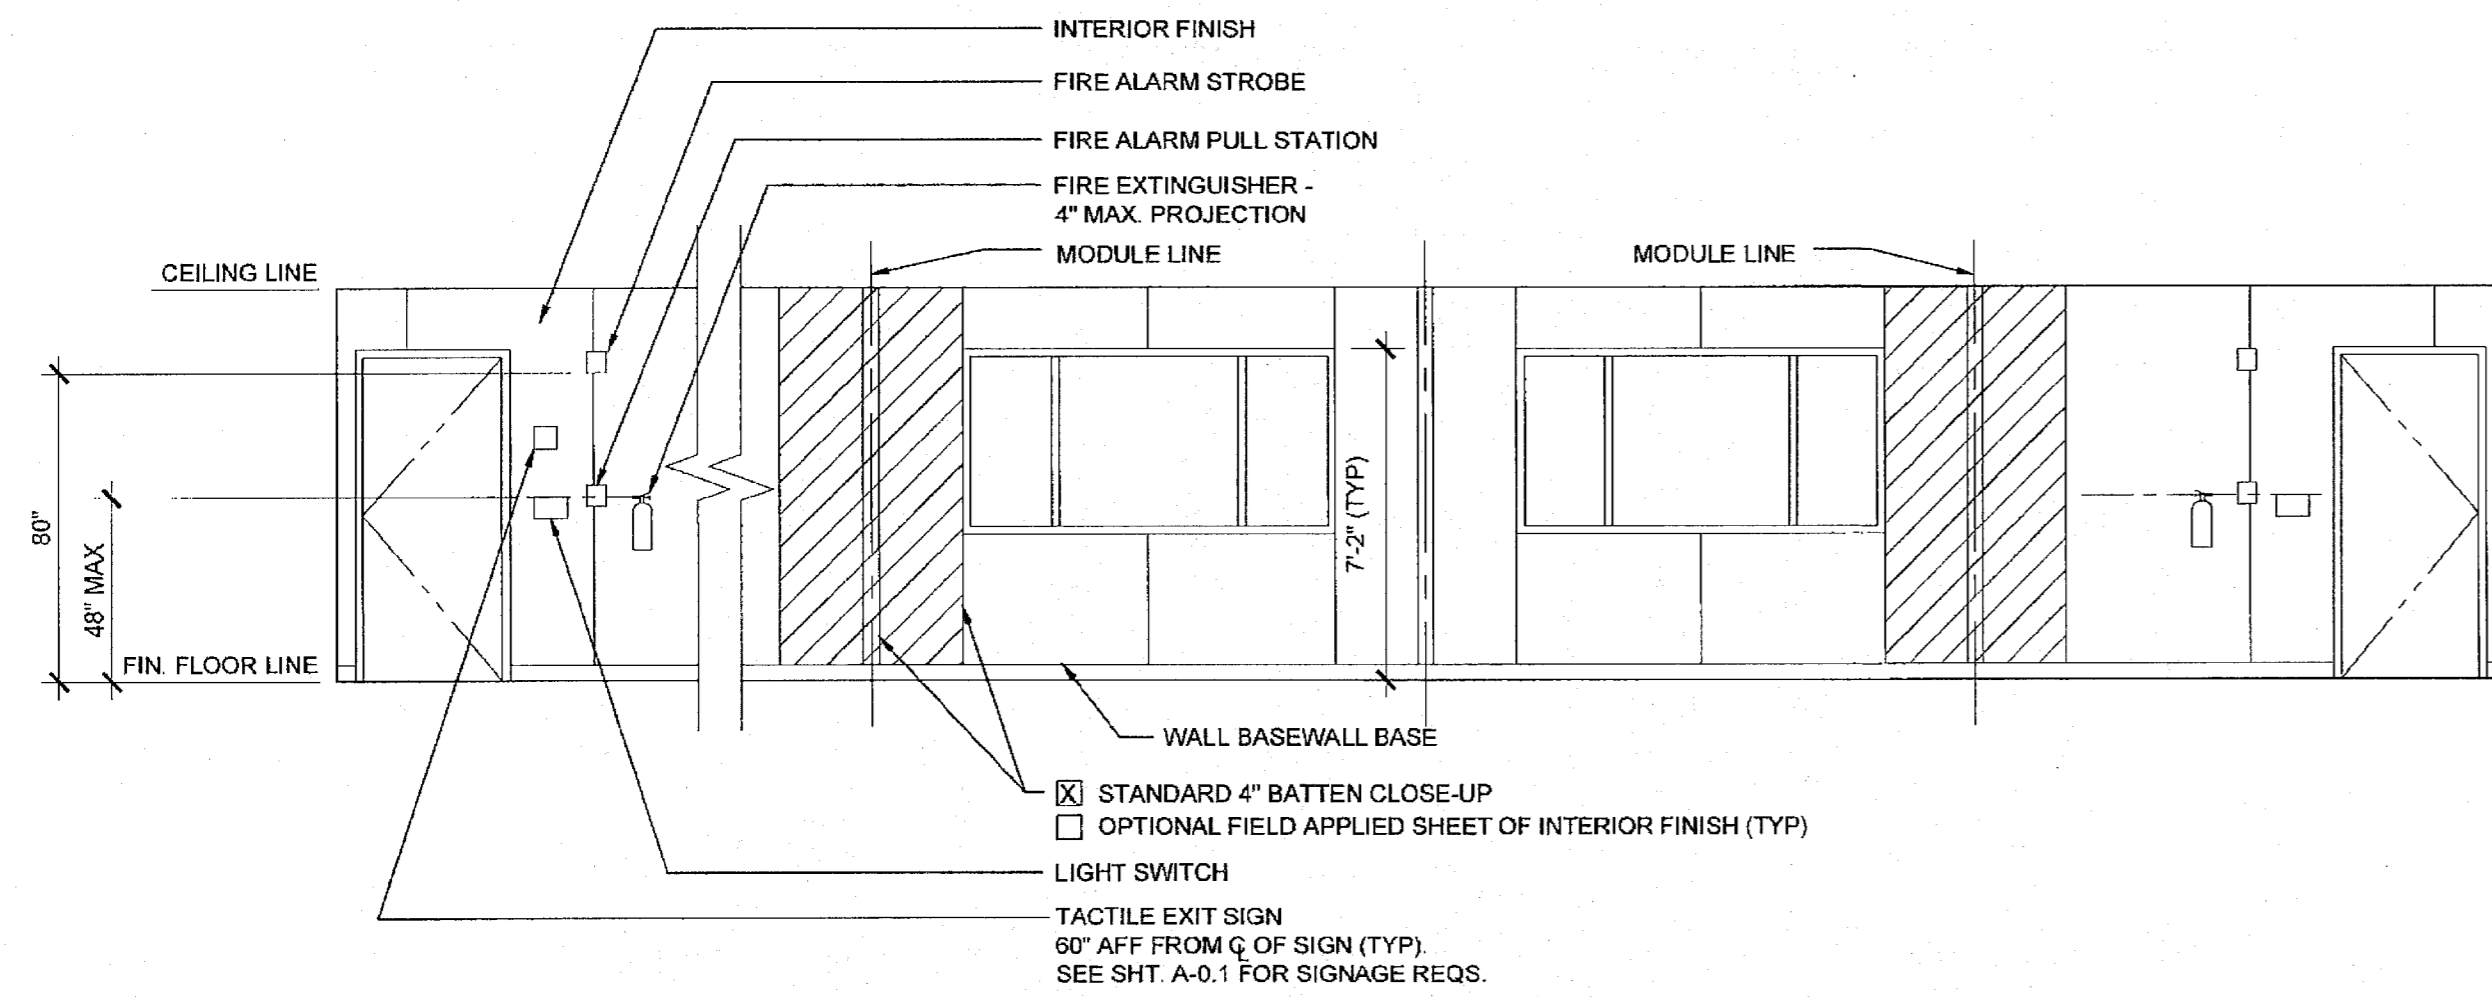 INTERIOR FINISH
FIRE ALARM STROBE
FIRE ALARM PULL STATION
FIRE EXTINGUISHER -
4" MAX. PROJECTION
MODULE LINE
MODULE LINE
CEILING LINE
80"
48" MAX
7'-2" (TYP)
FIN. FLOOR LINE
WALL BASEWALL BASE
X STANDARD 4" BATTEN CLOSE-UP
OPTIONAL FIELD APPLIED SHEET OF INTERIOR FINISH (TYP)
LIGHT SWITCH
TACTILE EXIT SIGN
60" AFF FROM ℄ OF SIGN (TYP).
SEE SHT. A-0.1 FOR SIGNAGE REQS.